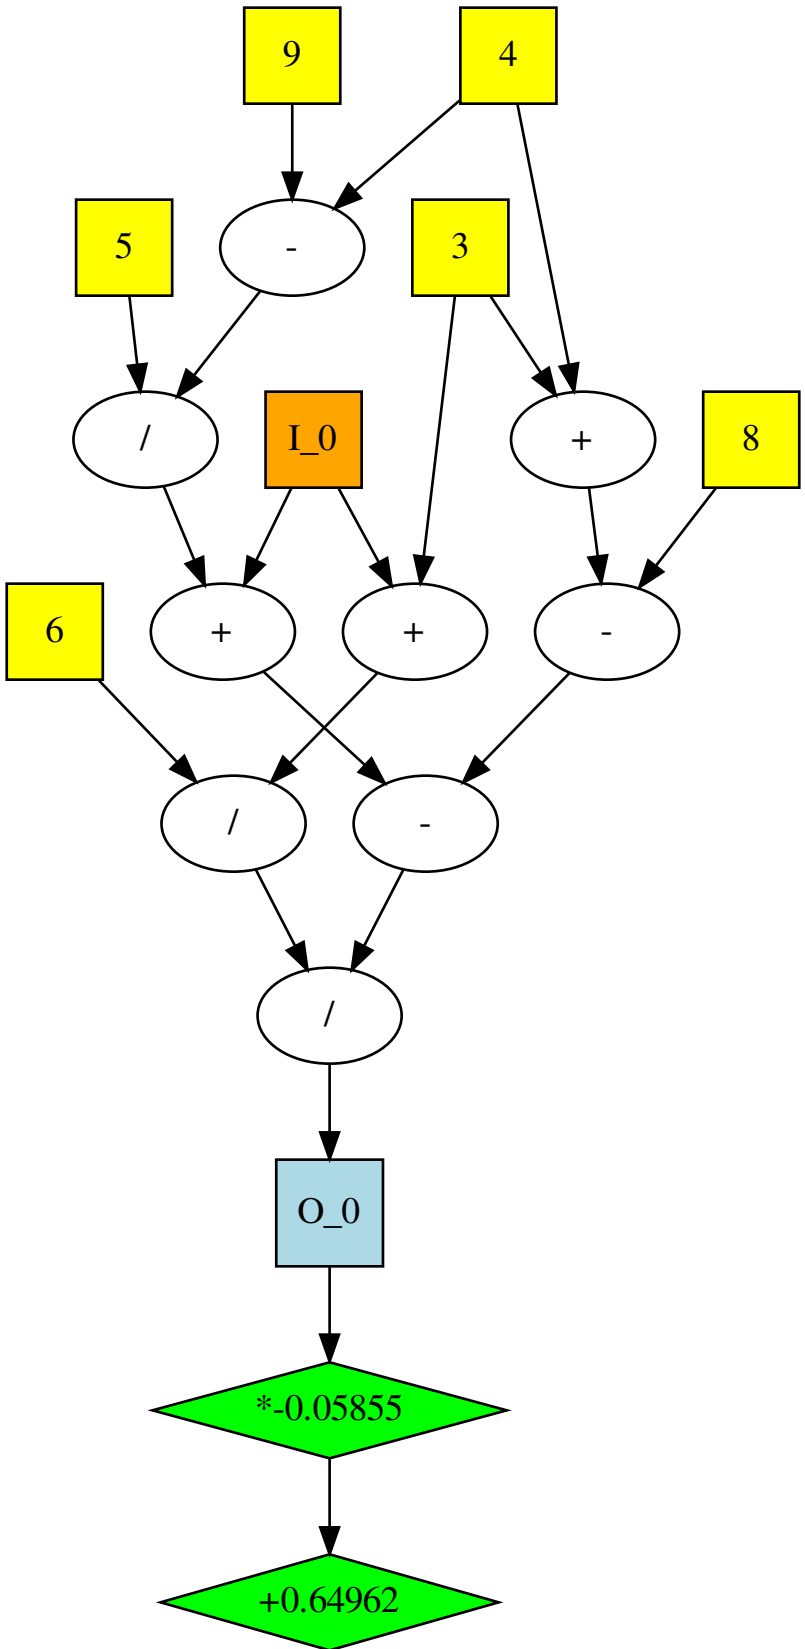 9 4
5 - 3
/ I_0 + 8
6 + + -
/ -
/
O_0
*-0.05855
+0.64962